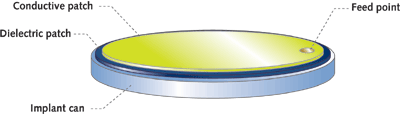 Conductive patch
Feed point
Dielectric patch
Implant can